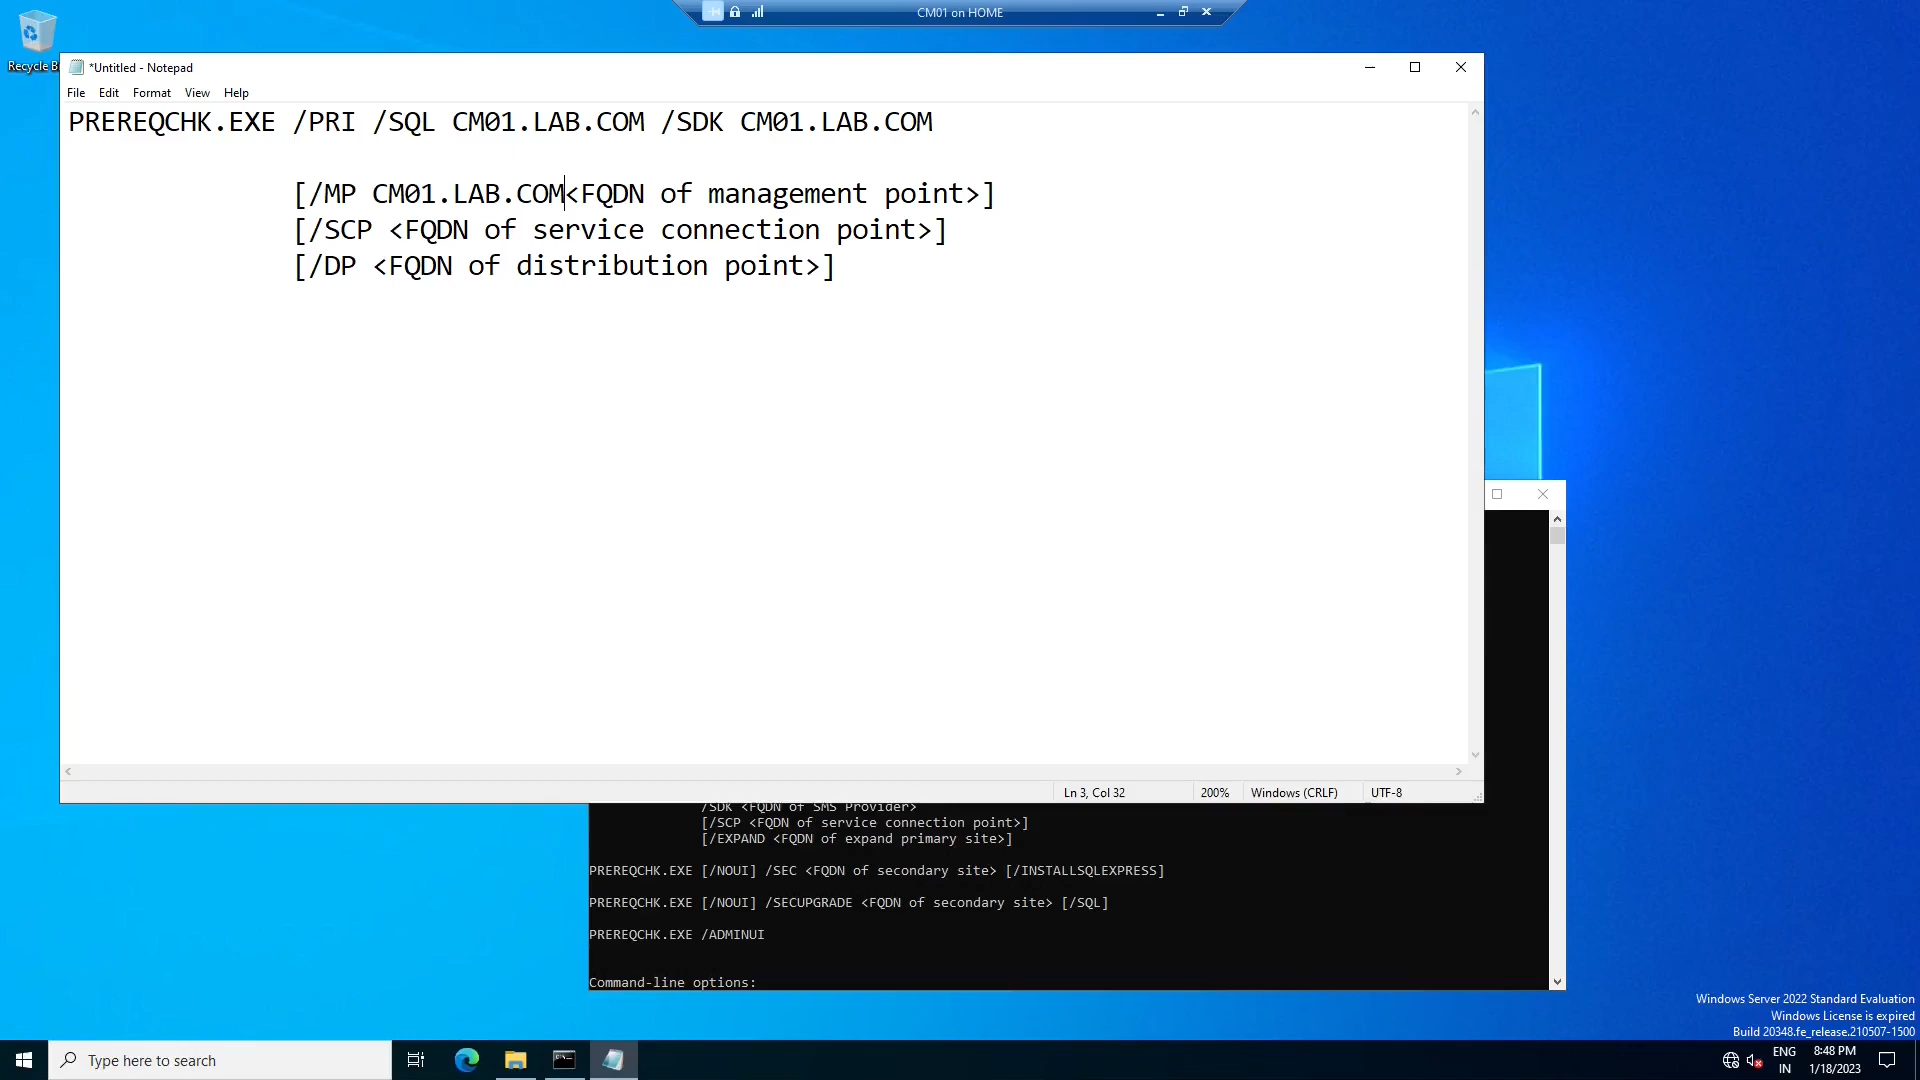 CM01 on HOME
Recycle B
*Untitled - Notepad
File Edit Format View Help
PREREQCHK.EXE /PRI /SQL CM01.LAB.COM /SDK CM01.LAB.COM
[/MP CM01.LAB.COM<FQDN of management point>]
[/SCP <FQDN of service connection point>]
[/DP <FQDN of distribution point>]
Ln 3, Col 32 200% Windows (CRLF) UTF-8
/SDK <FQDN of SMS Provider>
[/SCP <FQDN of service connection point>]
[/EXPAND <FQDN of expand primary site>]
PREREQCHK.EXE [/NOUI] /SEC <FQDN of secondary site> [/INSTALLSQLEXPRESS]
PREREQCHK.EXE [/NOUI] /SECUPGRADE <FQDN of secondary site> [/SQL]
PREREQCHK.EXE /ADMINUI
Command-line options:
Windows Server 2022 Standard Evaluation
Windows License is expired
Build 20348.fe_release.210507-1500
Type here to search
ENG
IN
8:48 PM
1/18/2023